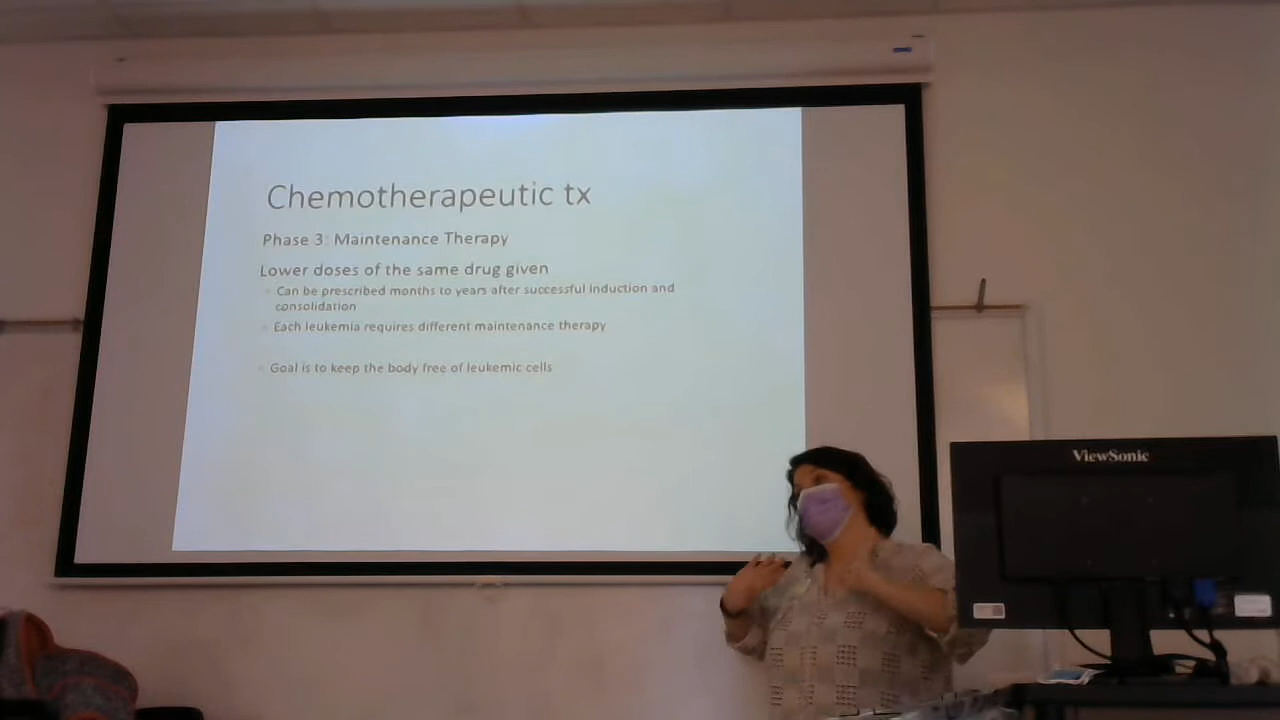 Chemotherapeutic tx
Phase 3: Maintenance Therapy
Lower doses of the same drug given
Can be prescribed months to years after successful induction and
consolidation
Each leukemia requires different maintenance therapy
Goal is to keep the body free of leukemic cells
ViewSonic